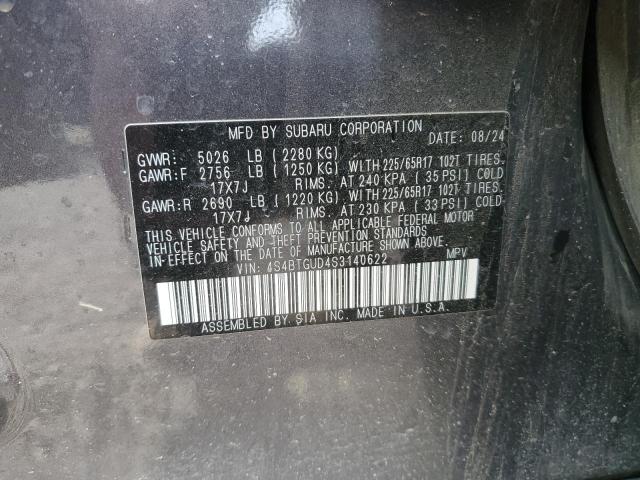 MFD BY SUBARU CORPORATION DATE: 08/24
GVWR: 5026 LB ( 2280 KG)
GAWR:F 2756 LB ( 1250 KG) WITH 225/65R17 102T TIRES.
17X7J RIMS. AT 240 KPA ( 35 PSI) COLD
GAWR:R 2690 LB ( 1220 KG) WITH 225/65R17 102T TIRES.
17X7J RIMS. AT 230 KPA ( 33 PSI) COLD
THIS VEHICLE CONFORMS TO ALL APPLICABLE FEDERAL MOTOR
VEHICLE SAFETY AND THEFT PREVENTION STANDARDS IN
EFFECT ON THE DATE OF MANUFACTURE SHOWN ABOVE.
VIN: 4S4BTGUD4S3140622 MPV
ASSEMBLED BY SIA INC. MADE IN U.S.A.